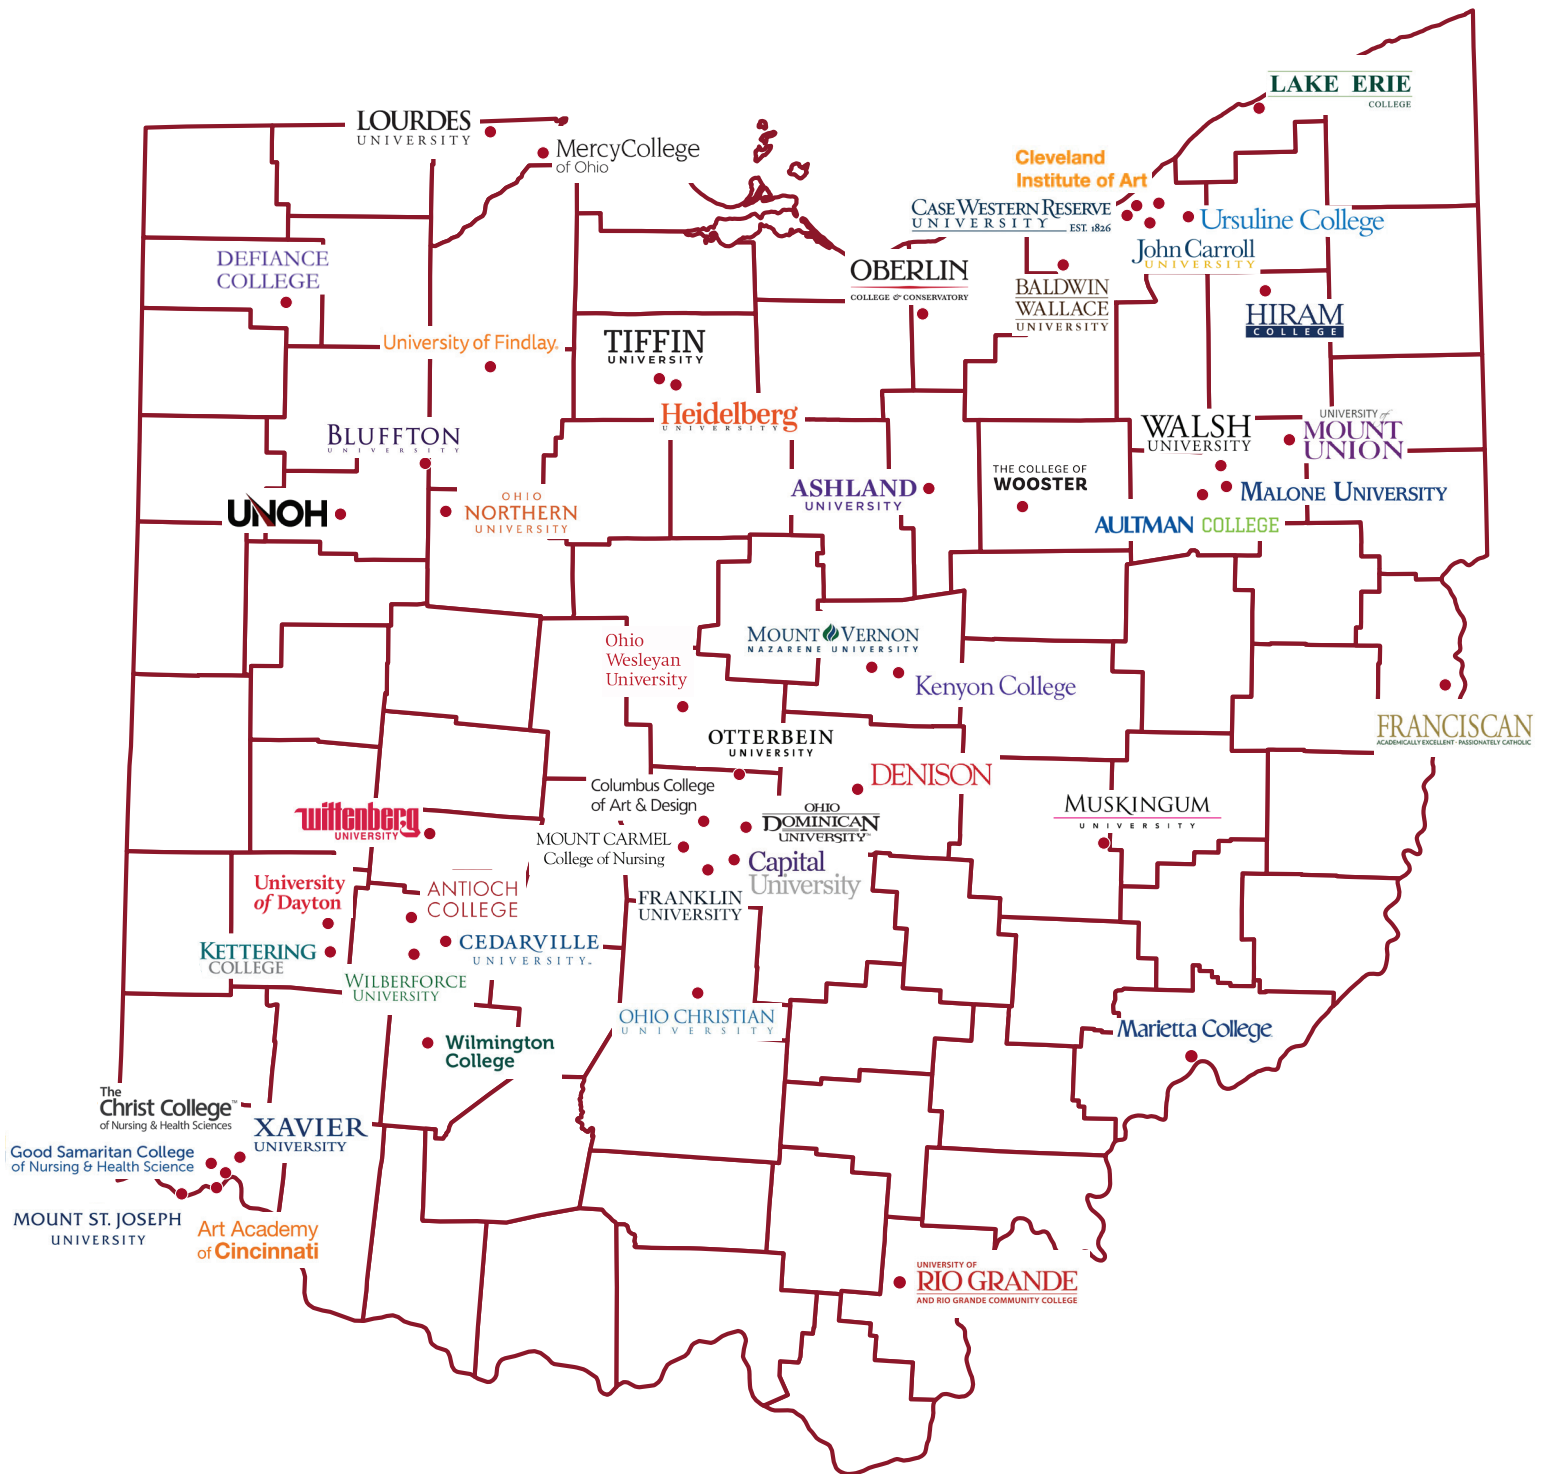 LAKE ERIE
COLLEGE
LOURDES
UNIVERSITY
MercyCollege
of Ohio
Cleveland
Institute of Art
CASE WESTERN RESERVE
UNIVERSITY EST. 1826
Ursuline College
John Carroll
UNIVERSITY
DEFIANCE
COLLEGE
OBERLIN
COLLEGE & CONSERVATORY
BALDWIN
WALLACE
UNIVERSITY
HIRAM
COLLEGE
University of Findlay.
TIFFIN
UNIVERSITY
Heidelberg
UNIVERSITY
BLUFFTON
UNIVERSITY
WALSH
UNIVERSITY
UNIVERSITY of
MOUNT
UNION
THE COLLEGE OF
WOOSTER
ASHLAND
UNIVERSITY
MALONE UNIVERSITY
UNOH
OHIO
NORTHERN
UNIVERSITY
AULTMAN COLLEGE
Ohio
Wesleyan
University
MOUNT VERNON
NAZARENE UNIVERSITY
Kenyon College
FRANCISCAN
ACADEMICALLY EXCELLENT · PASSIONATELY CATHOLIC
OTTERBEIN
UNIVERSITY
DENISON
Columbus College
of Art & Design
OHIO
DOMINICAN
UNIVERSITY™
MUSKINGUM
UNIVERSITY
wittenberg
UNIVERSITY
MOUNT CARMEL
College of Nursing
Capital
University
University
of Dayton
ANTIOCH
COLLEGE
FRANKLIN
UNIVERSITY
KETTERING
COLLEGE
CEDARVILLE
UNIVERSITY
WILBERFORCE
UNIVERSITY
OHIO CHRISTIAN
UNIVERSITY
Marietta College
Wilmington
College
The
Christ College™
of Nursing & Health Sciences
XAVIER
UNIVERSITY
Good Samaritan College
of Nursing & Health Science
MOUNT ST. JOSEPH
UNIVERSITY
Art Academy
of Cincinnati
UNIVERSITY OF
RIO GRANDE
AND RIO GRANDE COMMUNITY COLLEGE